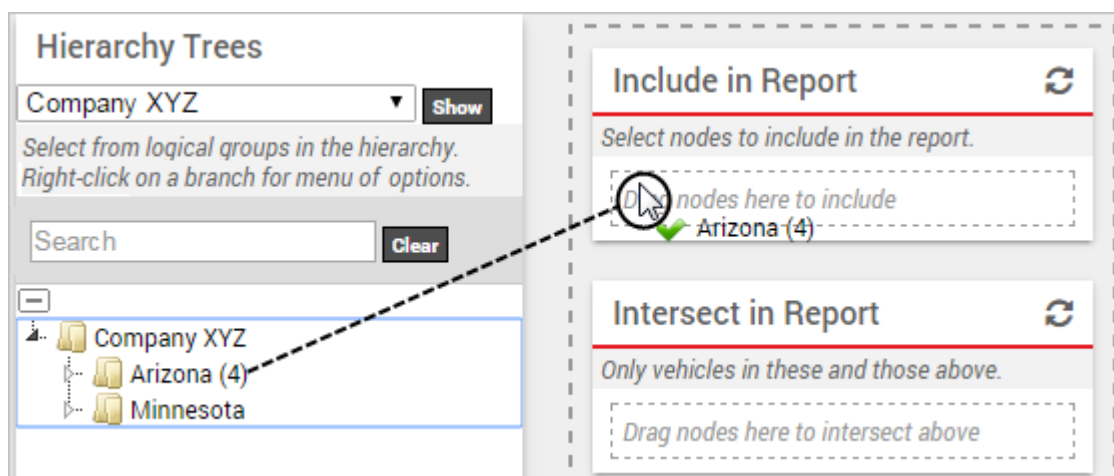 Hierarchy Trees
Company XYZ
Show
Select from logical groups in the hierarchy.
Right-click on a branch for menu of options.
Search
Clear
Company XYZ
Arizona (4)
Minnesota
Include in Report
Select nodes to include in the report.
Drag nodes here to include
Arizona (4)
Intersect in Report
Only vehicles in these and those above.
Drag nodes here to intersect above